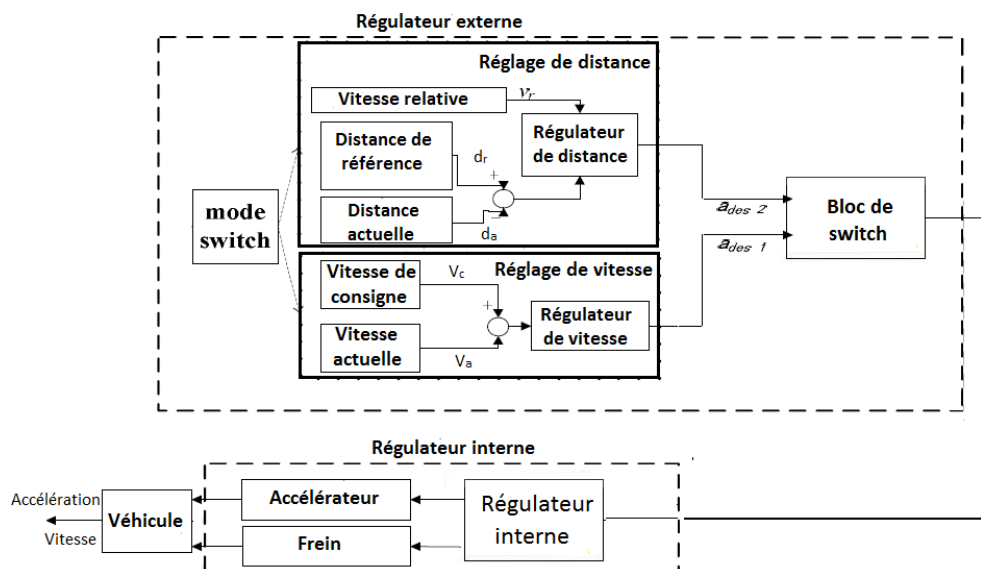 Régulateur externe
Réglage de distance
Vitesse relative
vr
Distance de
référence
dr
+
Régulateur
de distance
Distance
actuelle
−
da
mode
switch
a des 2
a des 1
Bloc de
switch
Réglage de vitesse
Vitesse de
consigne
Vc
+
Régulateur
de vitesse
Vitesse
actuelle
Va
Régulateur interne
Accélération
Vitesse
Véhicule
Accélérateur
Frein
Régulateur
interne